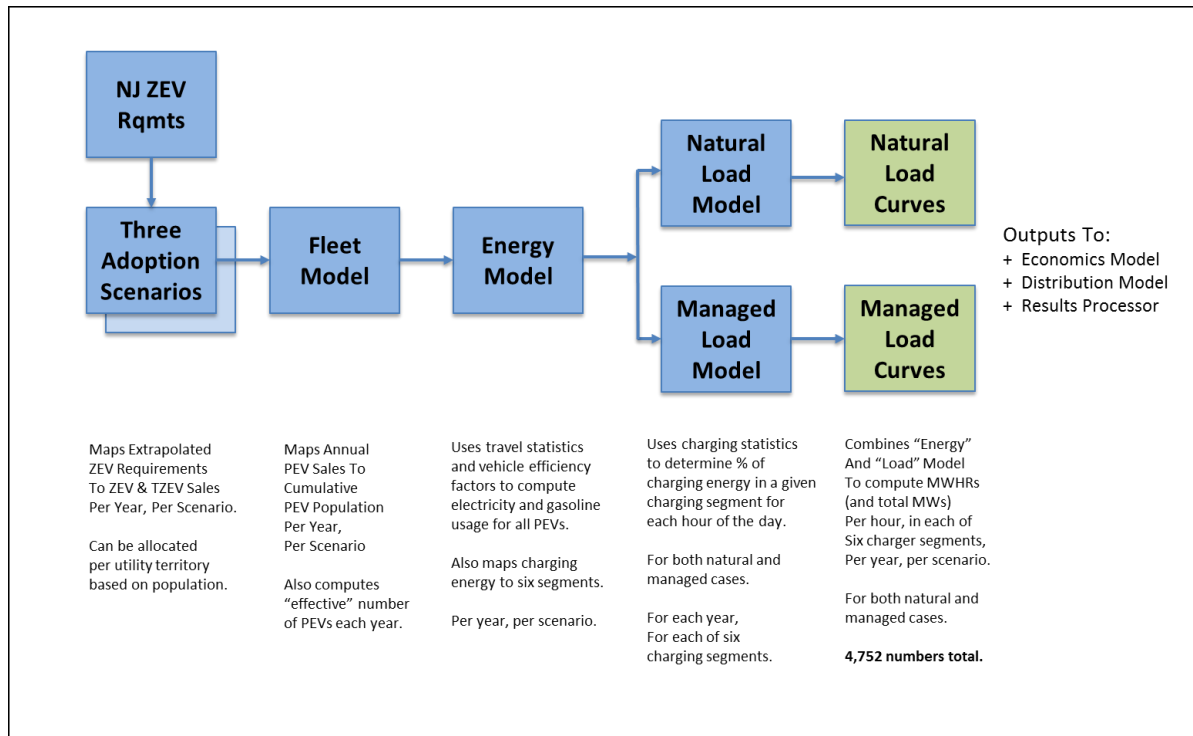 NJ ZEV
Rqmts
Three
Adoption
Scenarios
Fleet
Model
Energy
Model
Natural
Load
Model
Natural
Load
Curves
Managed
Load
Model
Managed
Load
Curves
Outputs To:
+ Economics Model
+ Distribution Model
+ Results Processor
Maps Extrapolated
ZEV Requirements
To ZEV & TZEV Sales
Per Year, Per Scenario.
Can be allocated
per utility territory
based on population.
Maps Annual
PEV Sales To
Cumulative
PEV Population
Per Year,
Per Scenario
Also computes
“effective” number
of PEVs each year.
Uses travel statistics
and vehicle efficiency
factors to compute
electricity and gasoline
usage for all PEVs.
Also maps charging
energy to six segments.
Per year, per scenario.
Uses charging statistics
to determine % of
charging energy in a given
charging segment for
each hour of the day.
For both natural and
managed cases.
For each year,
For each of six
charging segments.
Combines “Energy”
And “Load” Model
To compute MWHRs
(and total MWs)
Per hour, in each of
Six charger segments,
Per year, per scenario.
For both natural and
managed cases.
4,752 numbers total.